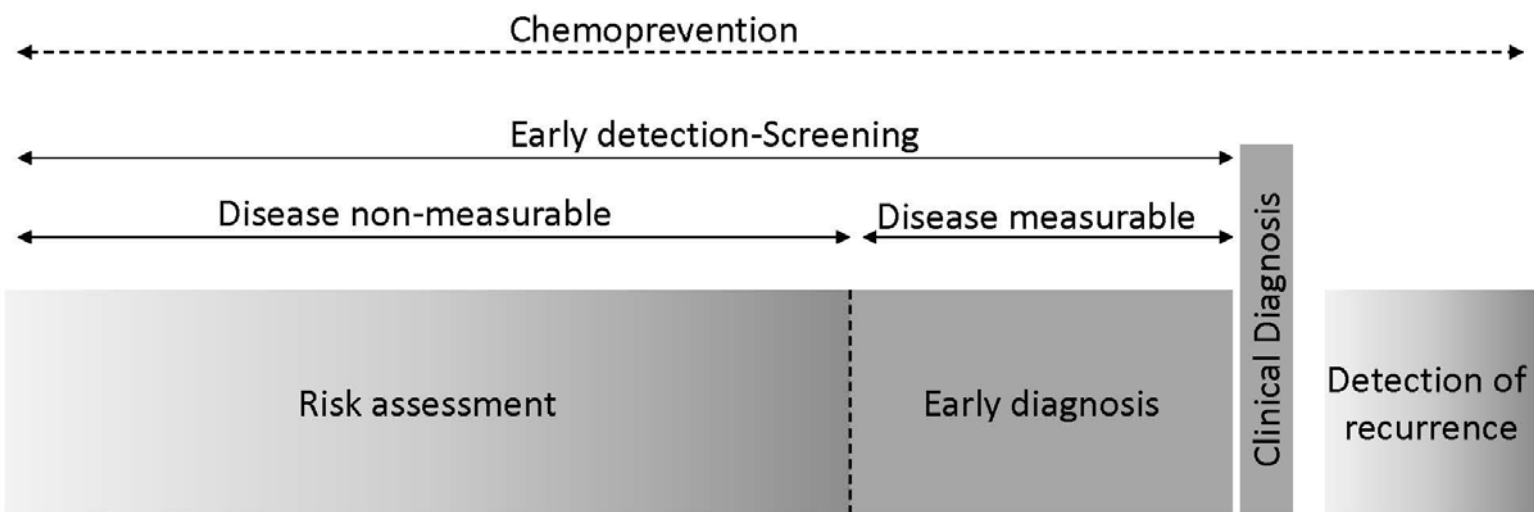 Chemoprevention
Early detection-Screening
Disease non-measurable
Disease measurable
Clinical Diagnosis
Risk assessment
Early diagnosis
Detection of
recurrence